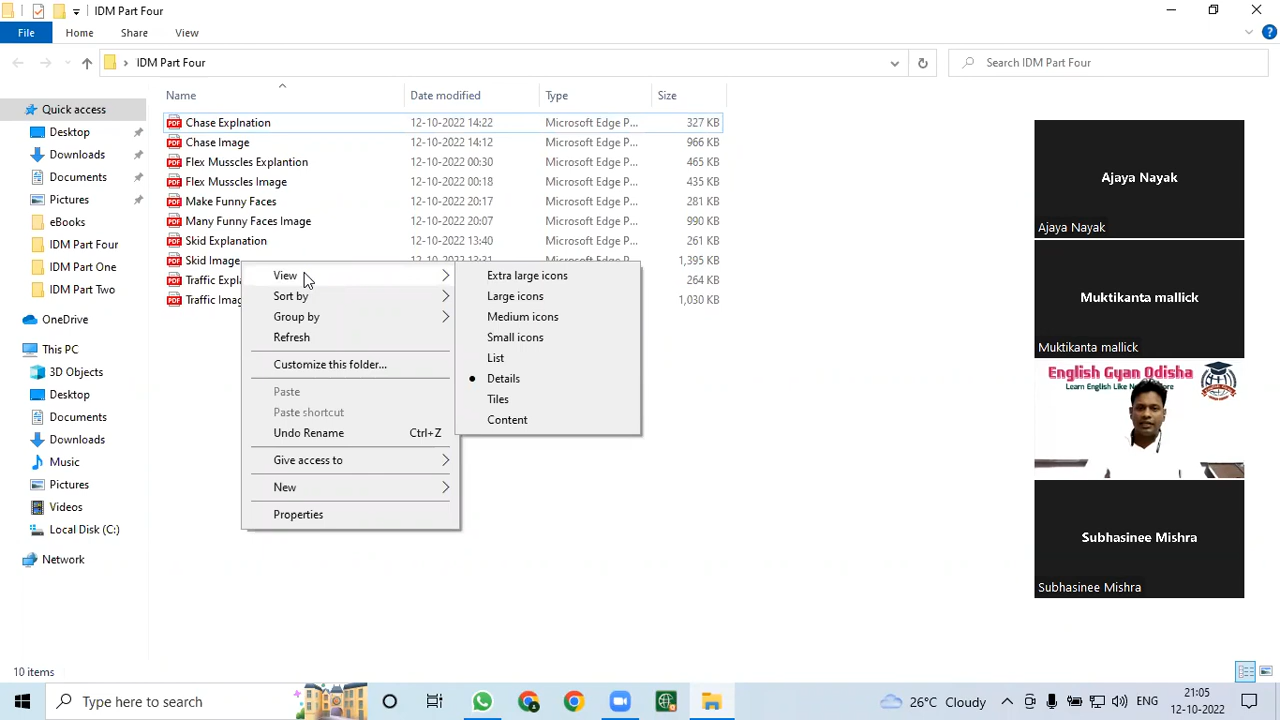 IDM Part Four
File Home Share View
IDM Part Four
Search IDM Part Four
Name Date modified Type Size
Quick access
Desktop
Downloads
Documents
Pictures
eBooks
IDM Part Four
IDM Part One
IDM Part Two
OneDrive
This PC
3D Objects
Desktop
Documents
Downloads
Music
Pictures
Videos
Local Disk (C:)
Network
Chase Explnation 12-10-2022 14:22 Microsoft Edge P... 327 KB
Chase Image 12-10-2022 14:12 Microsoft Edge P... 966 KB
Flex Musscles Explantion 12-10-2022 00:30 Microsoft Edge P... 465 KB
Flex Musscles Image 12-10-2022 00:18 Microsoft Edge P... 435 KB
Make Funny Faces 12-10-2022 20:17 Microsoft Edge P... 281 KB
Many Funny Faces Image 12-10-2022 20:07 Microsoft Edge P... 990 KB
Skid Explanation 12-10-2022 13:40 Microsoft Edge P... 261 KB
Skid Image 1,395 KB
Traffic Expla 264 KB
Traffic Imag 1,030 KB
View
Sort by
Group by
Refresh
Customize this folder...
Paste
Paste shortcut
Undo Rename Ctrl+Z
Give access to
New
Properties
Extra large icons
Large icons
Medium icons
Small icons
List
Details
Tiles
Content
Ajaya Nayak
Ajaya Nayak
Muktikanta mallick
Muktikanta mallick
English Gyan Odisha
Subhasinee Mishra
Subhasinee Mishra
10 items
Type here to search
26°C Cloudy
ENG
21:05
12-10-2022